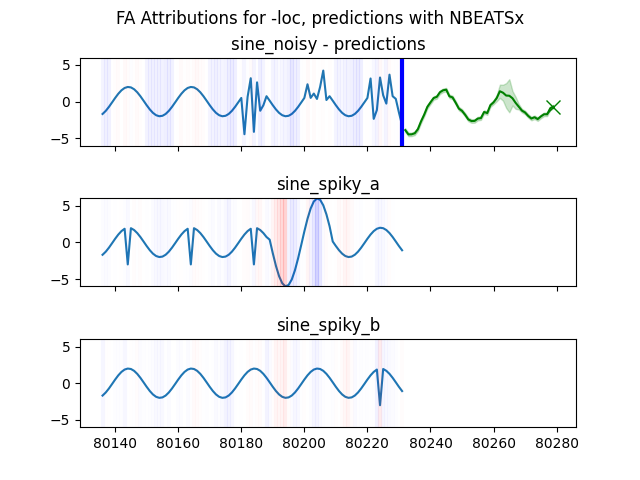 FA Attributions for -loc, predictions with NBEATSx
sine_noisy - predictions
5
0
−5
sine_spiky_a
5
0
−5
sine_spiky_b
5
0
−5
80140 80160 80180 80200 80220 80240 80260 80280